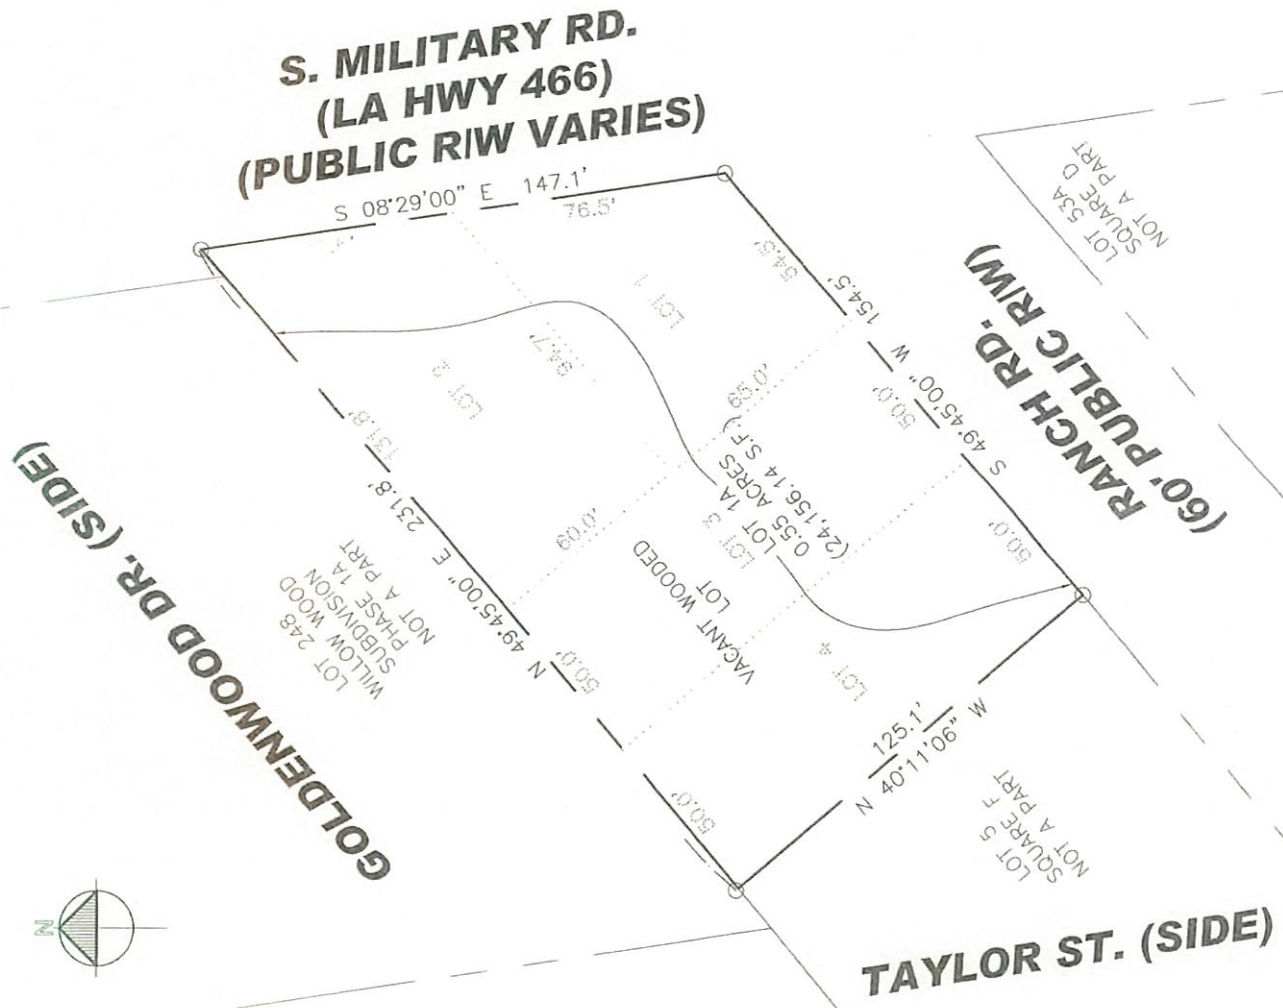 S. MILITARY RD.
(LA HWY 466)
(PUBLIC R/W VARIES)
S 08°29'00" E 147.1'
76.5'
LOT 53A
SQUARE D
NOT A PART
RANCH RD.
(60' PUBLIC R/W)
54.5'
154.5'
S 49°45'00" W
50.0'
50.0'
LOT 1
94.7'
LOT 2
65.0'
LOT 3
LOT 1A
0.55 ACRES
(24,156.14 S.F.)
60.0'
VACANT WOODED
LOT
LOT 4
131.8'
N 49°45'00" E 231.8'
50.0'
50.0'
LOT 248
WILLOW WOOD
SUBDIVISION
PHASE 1A
NOT A PART
GOLDENWOOD DR. (SIDE)
125.1'
N 40°11'06" W
LOT 5
SQUARE F
NOT A PART
TAYLOR ST. (SIDE)
N